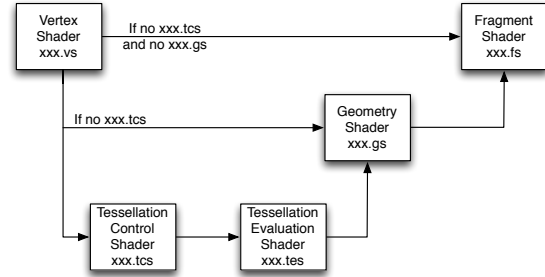 Vertex
Shader
xxx.vs
If no xxx.tcs
and no xxx.gs
Fragment
Shader
xxx.fs
If no xxx.tcs
Geometry
Shader
xxx.gs
Tessellation
Control
Shader
xxx.tcs
Tessellation
Evaluation
Shader
xxx.tes